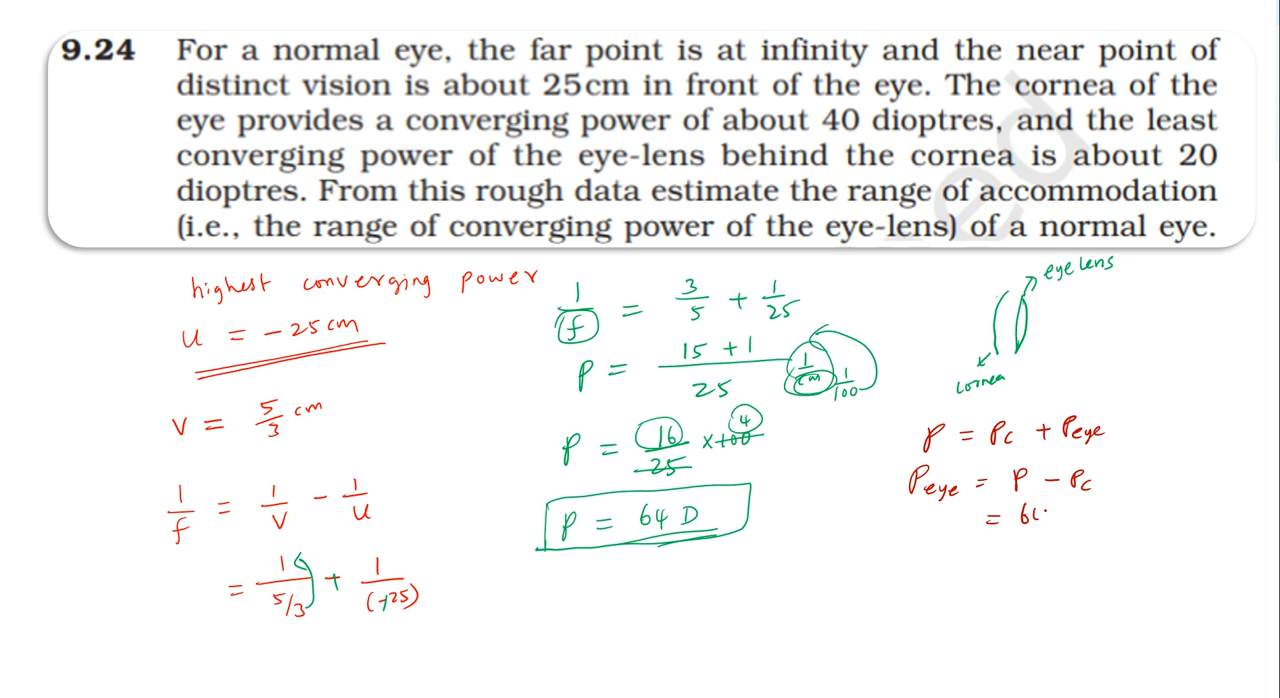 9.24 For a normal eye, the far point is at infinity and the near point of
distinct vision is about 25cm in front of the eye. The cornea of the
eye provides a converging power of about 40 dioptres, and the least
converging power of the eye-lens behind the cornea is about 20
dioptres. From this rough data estimate the range of accommodation
(i.e., the range of converging power of the eye-lens) of a normal eye.
highest converging power
u = -25 cm
v = 5/3 cm
1/f = 1/v - 1/u
= 1/(5/3) + 1/(+25)
1/f = 3/5 + 1/25
P = (15 + 1)/25 1/cm 1/100
P = 16/25 × 100 4
P = 64 D
eye lens
cornea
P = Pc + Peye
Peye = P - Pc
= 64